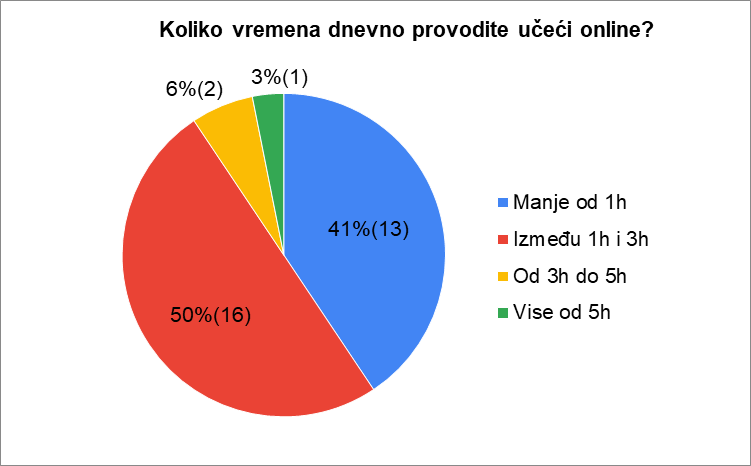 Koliko vremena dnevno provodite učeći online?
6%(2)
3%(1)
41%(13)
50%(16)
Manje od 1h
Između 1h i 3h
Od 3h do 5h
Vise od 5h